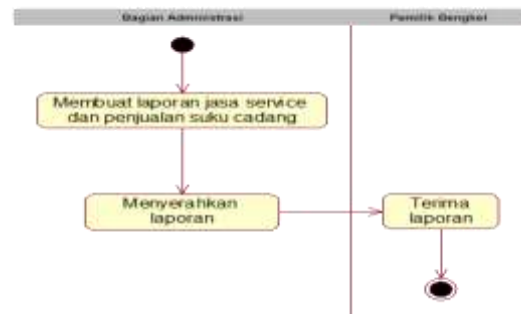 Bagian Administrasi
Pemilik Bengkel
Membuat laporan jasa service
dan penjualan suku cadang
Menyerahkan
laporan
Terima
laporan